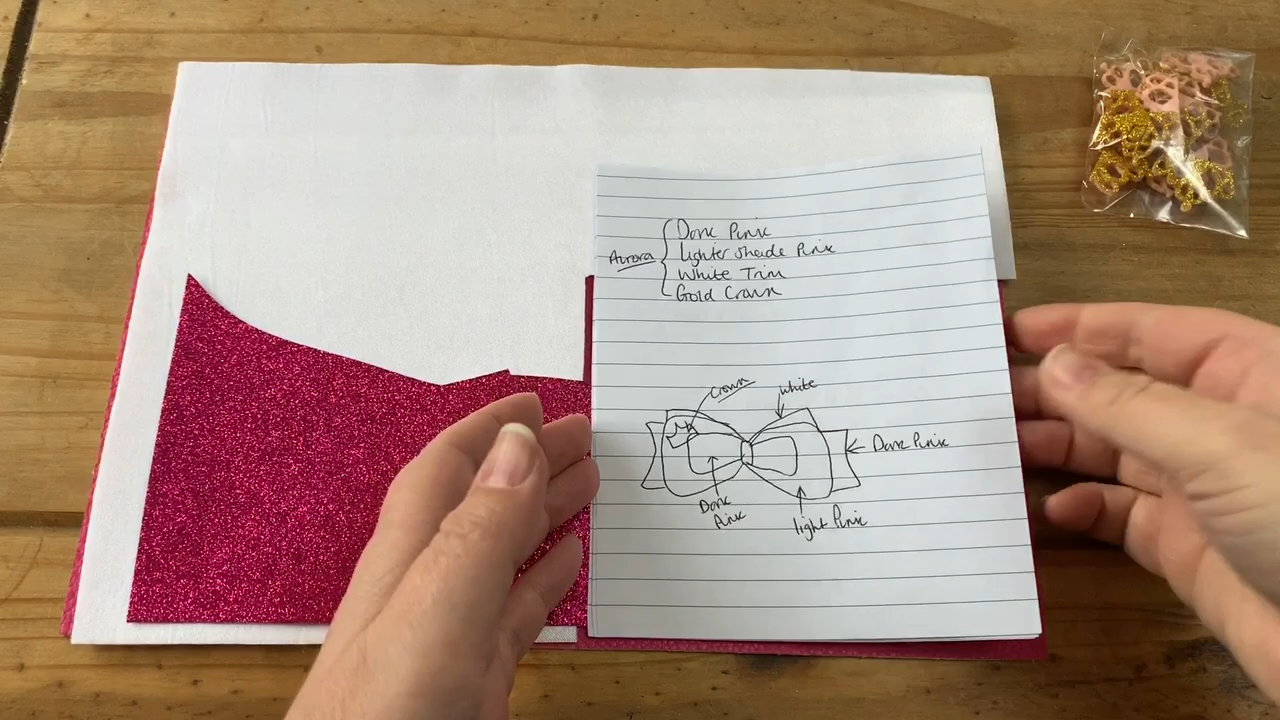 Dark Pink
Aurora
Lighter shade Pink
White Trim
Gold Crown
Crown
White
Dark Pink
Dark
Pink
light Pink